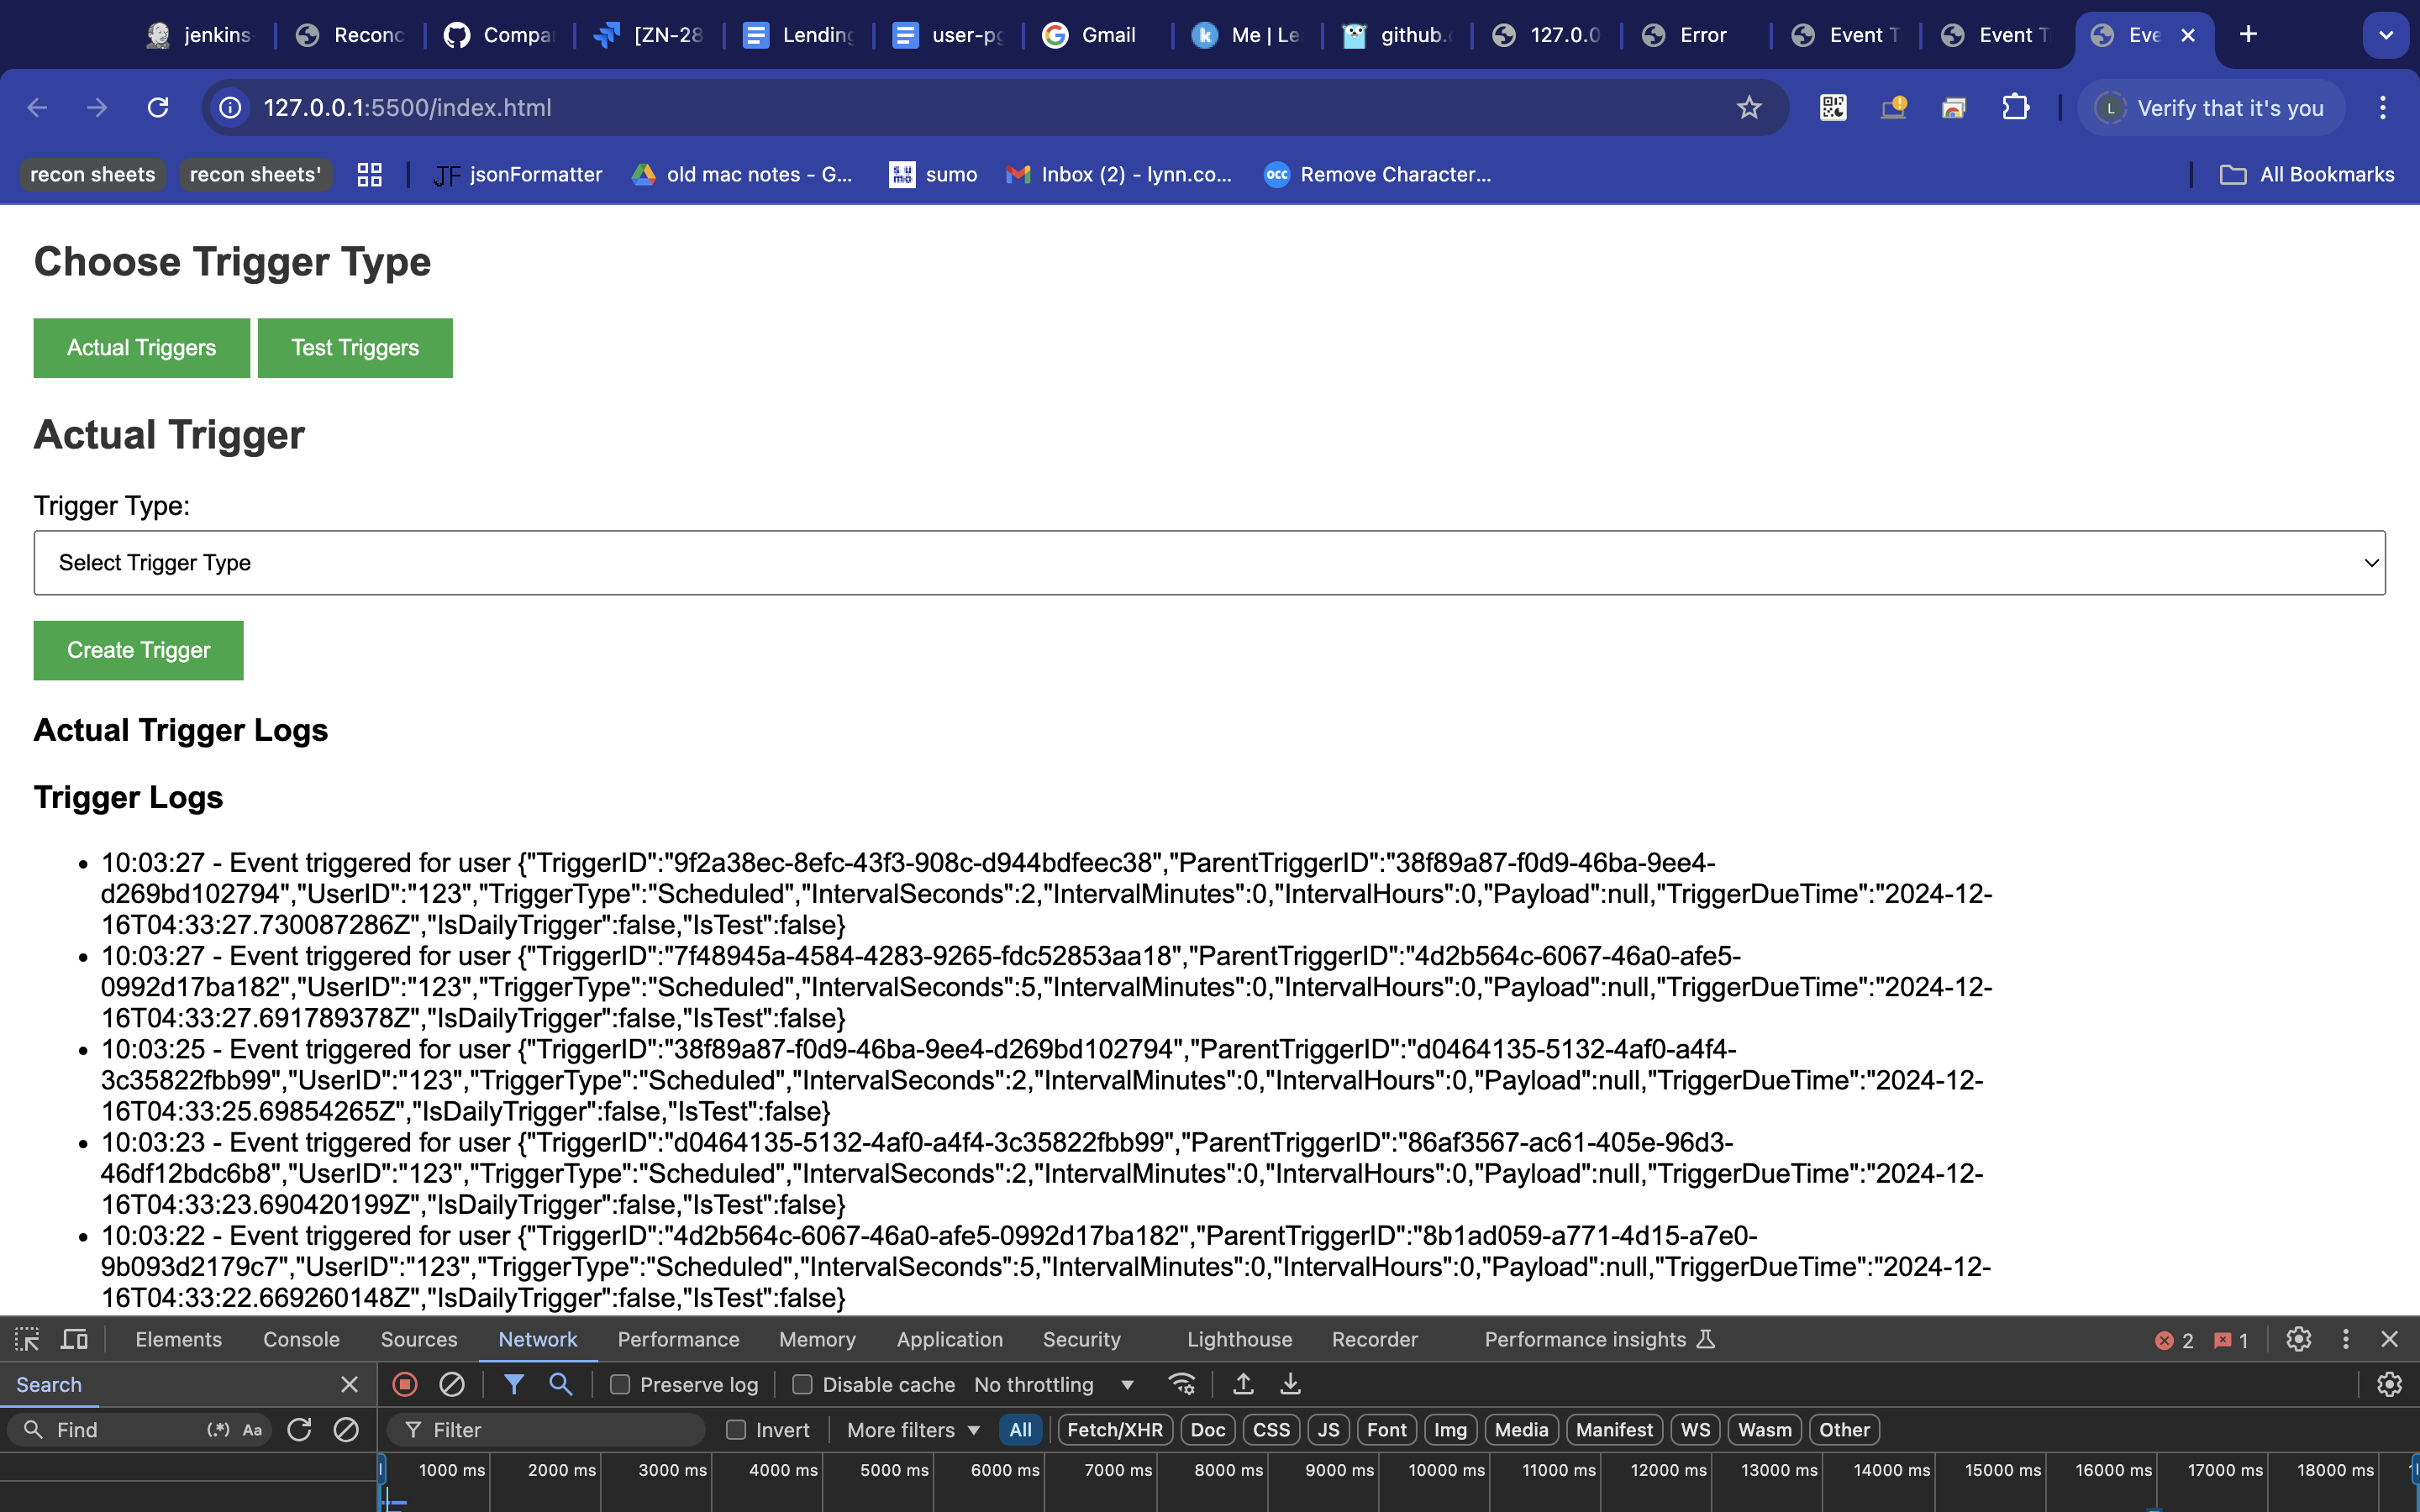 jenkins-
Reconc
Compar
[ZN-28
Lending
user-pg
Gmail
Me | Le
github.c
127.0.0
Error
Event T
Event T
Eve
127.0.0.1:5500/index.html
L
Verify that it's you
recon sheets
recon sheets'
JF jsonFormatter
old mac notes - G...
sumo
Inbox (2) - lynn.co...
occ Remove Character...
All Bookmarks
Choose Trigger Type
Actual Triggers
Test Triggers
Actual Trigger
Trigger Type:
Select Trigger Type
Create Trigger
Actual Trigger Logs
Trigger Logs
• 10:03:27 - Event triggered for user {"TriggerID":"9f2a38ec-8efc-43f3-908c-d944bdfeec38","ParentTriggerID":"38f89a87-f0d9-46ba-9ee4-
d269bd102794","UserID":"123","TriggerType":"Scheduled","IntervalSeconds":2,"IntervalMinutes":0,"IntervalHours":0,"Payload":null,"TriggerDueTime":"2024-12-
16T04:33:27.730087286Z","IsDailyTrigger":false,"IsTest":false}
• 10:03:27 - Event triggered for user {"TriggerID":"7f48945a-4584-4283-9265-fdc52853aa18","ParentTriggerID":"4d2b564c-6067-46a0-afe5-
0992d17ba182","UserID":"123","TriggerType":"Scheduled","IntervalSeconds":5,"IntervalMinutes":0,"IntervalHours":0,"Payload":null,"TriggerDueTime":"2024-12-
16T04:33:27.691789378Z","IsDailyTrigger":false,"IsTest":false}
• 10:03:25 - Event triggered for user {"TriggerID":"38f89a87-f0d9-46ba-9ee4-d269bd102794","ParentTriggerID":"d0464135-5132-4af0-a4f4-
3c35822fbb99","UserID":"123","TriggerType":"Scheduled","IntervalSeconds":2,"IntervalMinutes":0,"IntervalHours":0,"Payload":null,"TriggerDueTime":"2024-12-
16T04:33:25.69854265Z","IsDailyTrigger":false,"IsTest":false}
• 10:03:23 - Event triggered for user {"TriggerID":"d0464135-5132-4af0-a4f4-3c35822fbb99","ParentTriggerID":"86af3567-ac61-405e-96d3-
46df12bdc6b8","UserID":"123","TriggerType":"Scheduled","IntervalSeconds":2,"IntervalMinutes":0,"IntervalHours":0,"Payload":null,"TriggerDueTime":"2024-12-
16T04:33:23.690420199Z","IsDailyTrigger":false,"IsTest":false}
• 10:03:22 - Event triggered for user {"TriggerID":"4d2b564c-6067-46a0-afe5-0992d17ba182","ParentTriggerID":"8b1ad059-a771-4d15-a7e0-
9b093d2179c7","UserID":"123","TriggerType":"Scheduled","IntervalSeconds":5,"IntervalMinutes":0,"IntervalHours":0,"Payload":null,"TriggerDueTime":"2024-12-
16T04:33:22.669260148Z","IsDailyTrigger":false,"IsTest":false}
Elements
Console
Sources
Network
Performance
Memory
Application
Security
Lighthouse
Recorder
Performance insights
2
1
Search
Preserve log
Disable cache
No throttling
Find
(.*)
Aa
Filter
Invert
More filters
All
Fetch/XHR
Doc
CSS
JS
Font
Img
Media
Manifest
WS
Wasm
Other
1000 ms
2000 ms
3000 ms
4000 ms
5000 ms
6000 ms
7000 ms
8000 ms
9000 ms
10000 ms
11000 ms
12000 ms
13000 ms
14000 ms
15000 ms
16000 ms
17000 ms
18000 ms